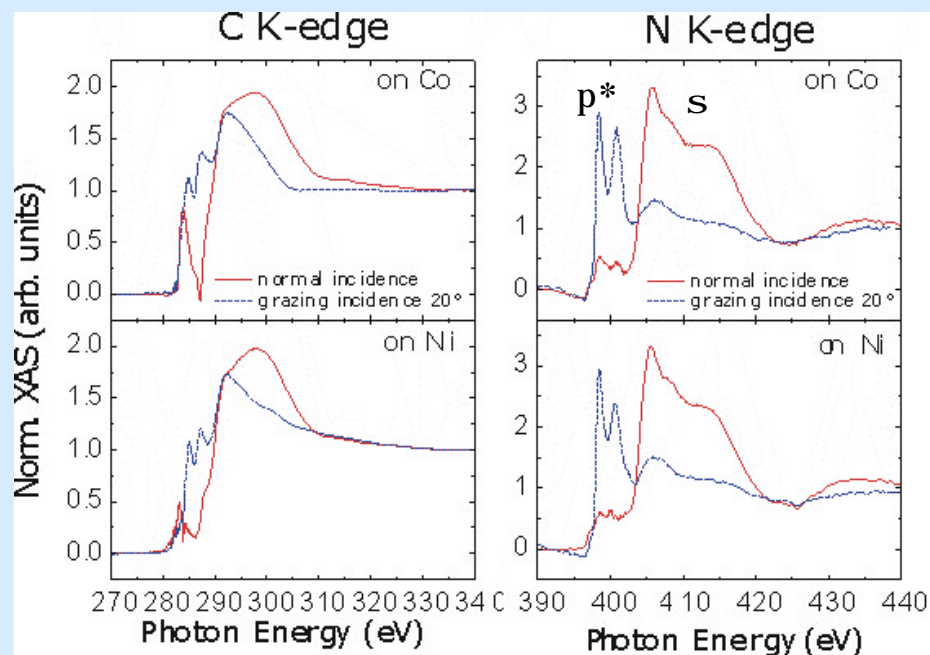 C K-edge
N K-edge
Norm. XAS (arb. units)
on Co
2.0
1.5
1.0
0.5
0.0
normal incidence
grazing incidence 20°
on Ni
2.0
1.5
1.0
0.5
0.0
270 280 290 300 310 320 330 340
Photon Energy (eV)
on Co
p*
s
3
2
1
0
normal incidence
grazing incidence 20°
on Ni
3
2
1
0
390 400 410 420 430 440
Photon Energy (eV)